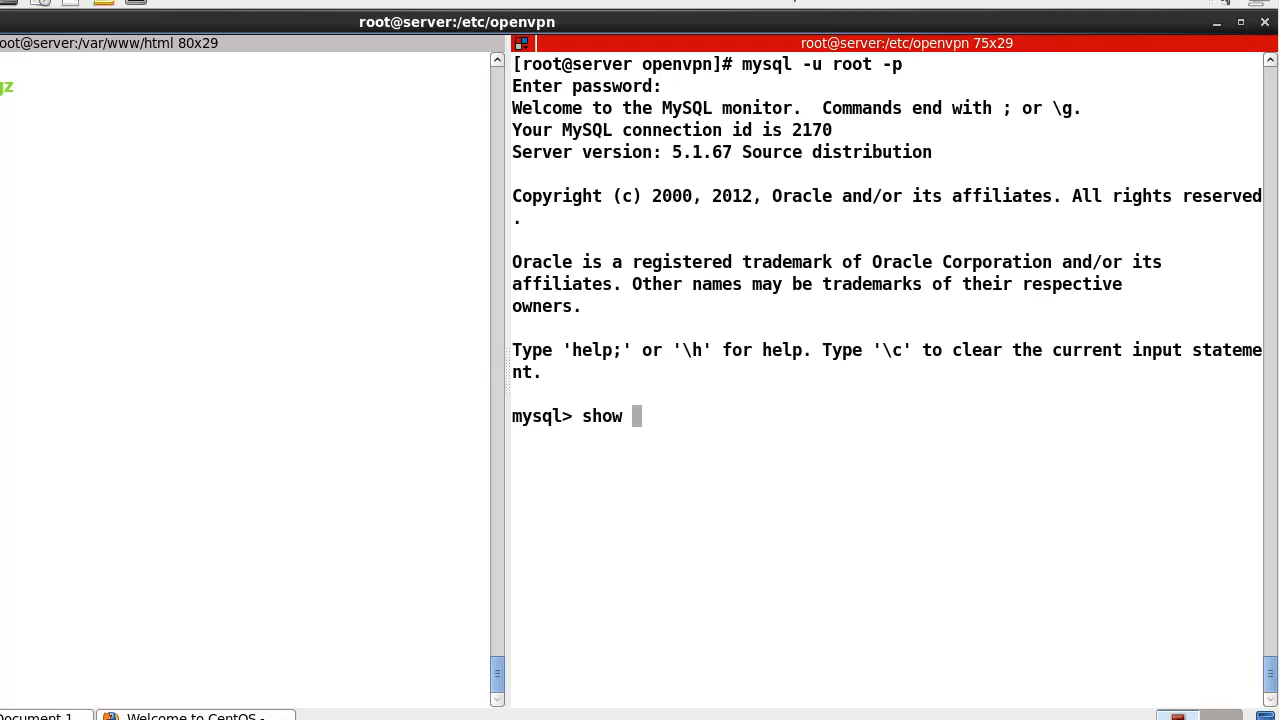 root@server:/etc/openvpn
oot@server:/var/www/html 80x29
root@server:/etc/openvpn 75x29
gz
[root@server openvpn]# mysql -u root -p
Enter password:
Welcome to the MySQL monitor.  Commands end with ; or \g.
Your MySQL connection id is 2170
Server version: 5.1.67 Source distribution
Copyright (c) 2000, 2012, Oracle and/or its affiliates. All rights reserved
.
Oracle is a registered trademark of Oracle Corporation and/or its
affiliates. Other names may be trademarks of their respective
owners.
Type 'help;' or '\h' for help. Type '\c' to clear the current input stateme
nt.
mysql> show
Document 1
Welcome to CentOS -